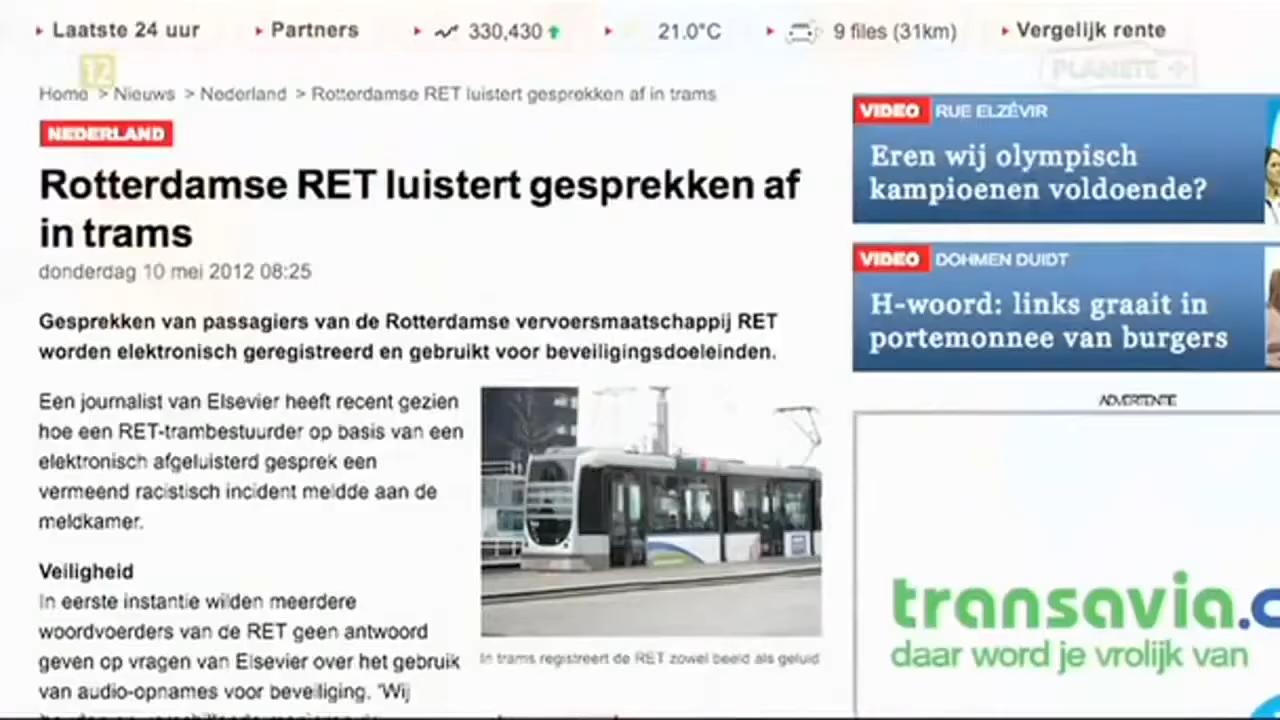 Laatste 24 uur
Partners
330,430
21.0°C
9 files (31km)
Vergelijk rente
12
PLANETE +
Home > Nieuws > Nederland > Rotterdamse RET luistert gesprekken af in trams
NEDERLAND
Rotterdamse RET luistert gesprekken af
in trams
donderdag 10 mei 2012 08:25
Gesprekken van passagiers van de Rotterdamse vervoersmaatschappij RET
worden elektronisch geregistreerd en gebruikt voor beveiligingsdoeleinden.
Een journalist van Elsevier heeft recent gezien
hoe een RET-trambestuurder op basis van een
elektronisch afgeluisterd gesprek een
vermeend racistisch incident meldde aan de
meldkamer.
Veiligheid
In eerste instantie wilden meerdere
woordvoerders van de RET geen antwoord
geven op vragen van Elsevier over het gebruik
van audio-opnames voor beveiliging. 'Wij
In trams registreert de RET zowel beeld als geluid
VIDEO RUE ELZÉVIR
Eren wij olympisch
kampioenen voldoende?
VIDEO DOHMEN DUIDT
H-woord: links graait in
portemonnee van burgers
ADVERTENTIE
transavia.c
daar word je vrolijk van